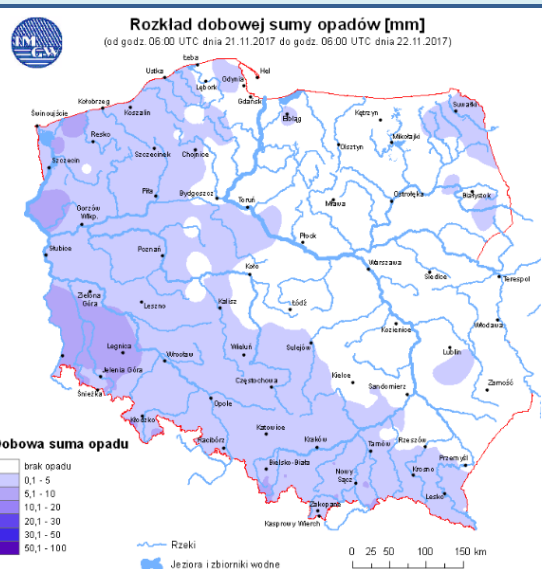 Rozkład dobowej sumy opadów [mm]
(od godz. 06:00 UTC dnia 21.11.2017 do godz. 06:00 UTC dnia 22.11.2017)
IMGW
Łeba
Ustka
Hel
Gdynia
Lębork
Gdańsk
Kołobrzeg
Koszalin
Świnoujście
Elbląg
Kętrzyn
Suwałki
Resko
Olsztyn
Mikołajki
Szczecin
Szczecinek
Chojnice
Piła
Bydgoszcz
Toruń
Mława
Ostrołęka
Białystok
Gorzów
Wlkp.
Płock
Słubice
Poznań
Koło
Warszawa
Siedlce
Terespol
Zielona
Góra
Leszno
Kalisz
Łódź
Kozienice
Włodawa
Legnica
Wrocław
Wieluń
Sulejów
Lublin
Jelenia Góra
Śnieżka
Kielce
Sandomierz
Zamość
Częstochowa
Opole
Kłodzko
Katowice
Racibórz
Kraków
Tarnów
Rzeszów
Przemyśl
Bielsko-Biała
Nowy
Sącz
Krosno
Lesko
Zakopane
Kasprowy Wierch
Dobowa suma opadu
brak opadu
0,1 - 5
5,1 - 10
10,1 - 20
20,1 - 30
30,1 - 50
50,1 - 100
Rzeki
Jeziora i zbiorniki wodne
0 25 50 100 150 km